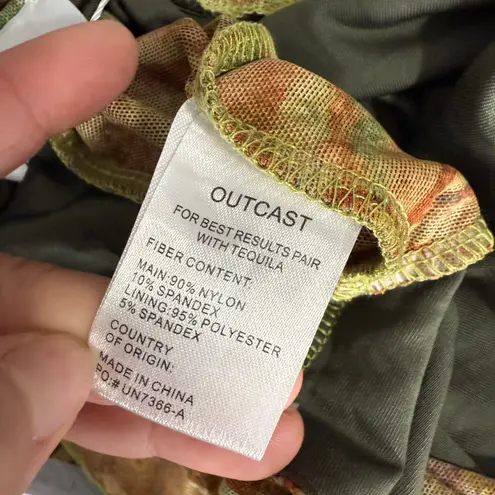 OUTCAST
FOR BEST RESULTS PAIR
WITH TEQUILA
FIBER CONTENT:
MAIN:90% NYLON
10% SPANDEX
LINING:95% POLYESTER
5% SPANDEX
COUNTRY
OF ORIGIN:
MADE IN CHINA
PO.# UN7366-A